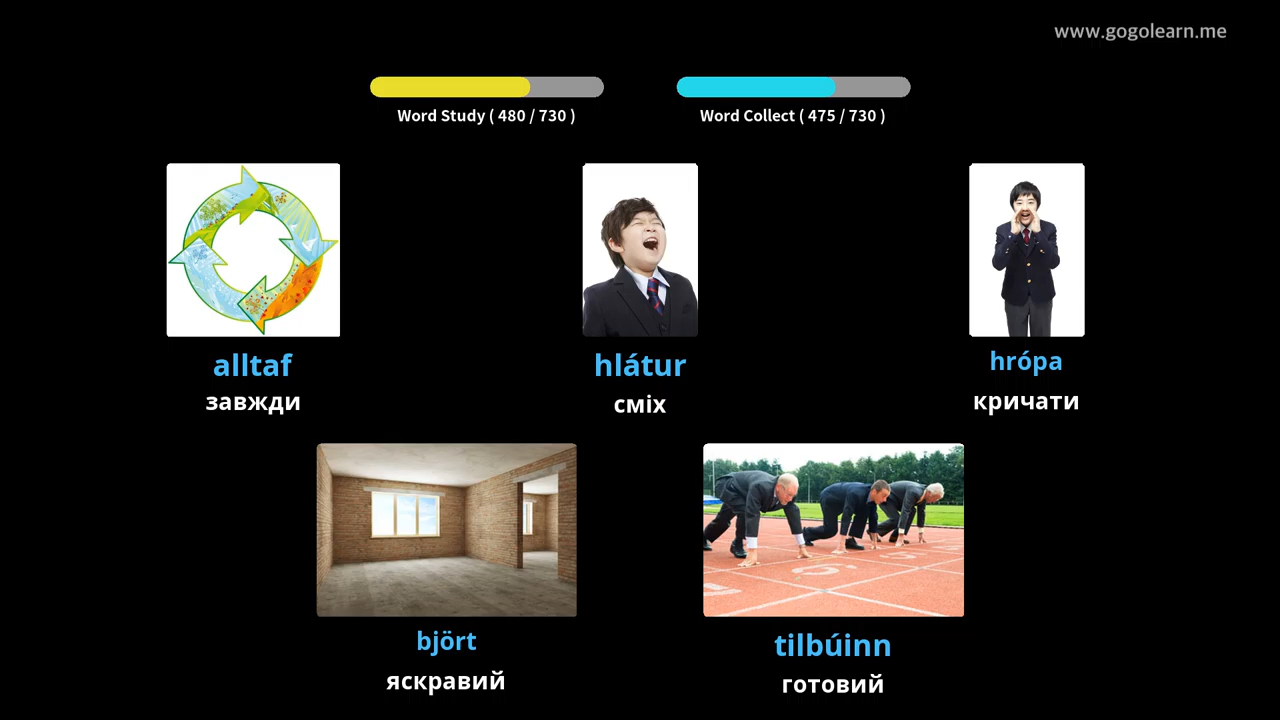 www.gogolearn.me
Word Study ( 480 / 730 )
Word Collect ( 475 / 730 )
alltaf
завжди
hlátur
сміх
hrópa
кричати
björt
яскравий
tilbúinn
готовий